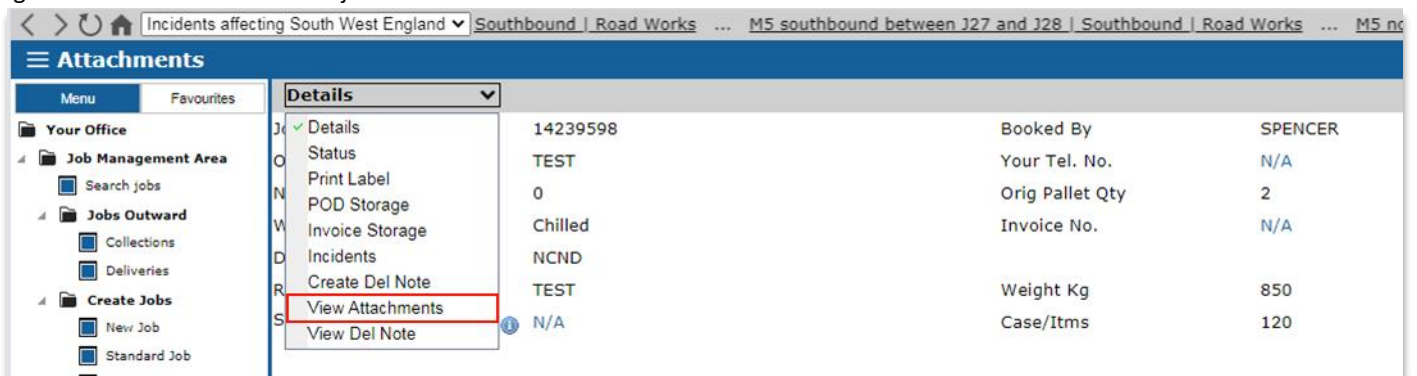 Incidents affecting South West England Southbound | Road Works ... M5 southbound between J27 and J28 | Southbound | Road Works ...
Attachments
Menu Favourites Details
Your Office
Job Management Area
Search jobs
Jobs Outward
Collections
Deliveries
Create Jobs
New Job
Standard Job
Details
Status
Print Label
POD Storage
Invoice Storage
Incidents
Create Del Note
View Attachments
View Del Note
14239598 Booked By SPENCER
TEST Your Tel. No. N/A
0 Orig Pallet Qty 2
Chilled Invoice No. N/A
NCND
TEST Weight Kg 850
N/A Case/Itms 120